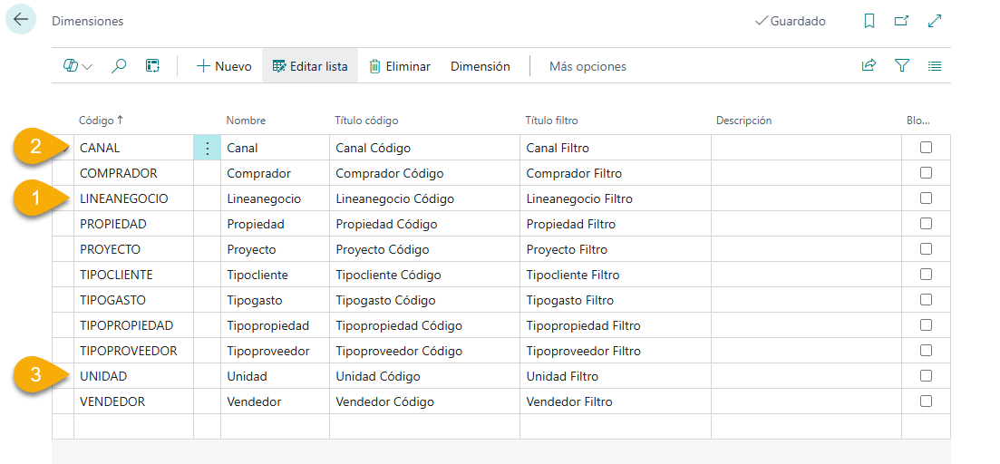 Dimensiones Guardado
Nuevo Editar lista Eliminar Dimensión Más opciones
Código ↑ Nombre Título código Título filtro Descripción Blo...
2 CANAL Canal Canal Código Canal Filtro
COMPRADOR Comprador Comprador Código Comprador Filtro
1 LINEANEGOCIO Lineanegocio Lineanegocio Código Lineanegocio Filtro
PROPIEDAD Propiedad Propiedad Código Propiedad Filtro
PROYECTO Proyecto Proyecto Código Proyecto Filtro
TIPOCLIENTE Tipocliente Tipocliente Código Tipocliente Filtro
TIPOGASTO Tipogasto Tipogasto Código Tipogasto Filtro
TIPOPROPIEDAD Tipopropiedad Tipopropiedad Código Tipopropiedad Filtro
TIPOPROVEEDOR Tipoproveedor Tipoproveedor Código Tipoproveedor Filtro
3 UNIDAD Unidad Unidad Código Unidad Filtro
VENDEDOR Vendedor Vendedor Código Vendedor Filtro